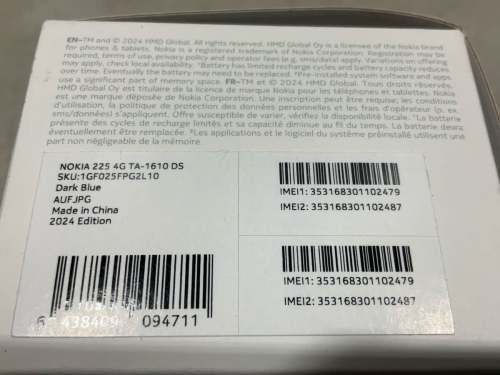 EN–TM and © 2024 HMD Global. All rights reserved. HMD Global Oy is a licensee of the Nokia brand
for phones & tablets. Nokia is a registered trademark of Nokia Corporation. Registration may be
required, terms of use, privacy policy and operator fees (e.g. sms/data) apply. Variations on offering
may apply, check local availability. ¹Battery has limited recharge cycles and battery capacity reduces
over time. Eventually the battery may need to be replaced. ²Pre-installed system software and apps
use a significant part of memory space. FR–TM et © 2024 HMD Global. Tous droits réservés.
HMD Global Oy est titulaire de la licence de marque Nokia pour les téléphones et tablettes. Nokia
est une marque déposée de Nokia Corporation. Une inscription peut être requise, les conditions
d'utilisation, la politique de protection des données personnelles et les frais d'opérateur (p. ex.
sms/données) s'appliquent. Offre susceptible de varier, vérifiez la disponibilité locale. ¹La batterie
présente des cycles de recharge limités et sa capacité diminue au fil du temps. La batterie devra
éventuellement être remplacée. ²Les applications et le logiciel du système préinstallé utilisent une
part non négligeable de la mémoire.
NOKIA 225 4G TA-1610 DS
SKU:1GF025FPG2L10
Dark Blue
AUFJPG
Made in China
2024 Edition
6 438409 094711
IMEI1: 353168301102479
IMEI2: 353168301102487
IMEI1: 353168301102479
IMEI2: 353168301102487